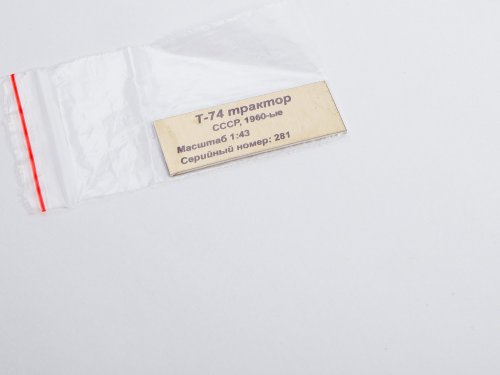 Т-74 трактор
СССР, 1960-ые
Масштаб 1:43
Серийный номер: 281